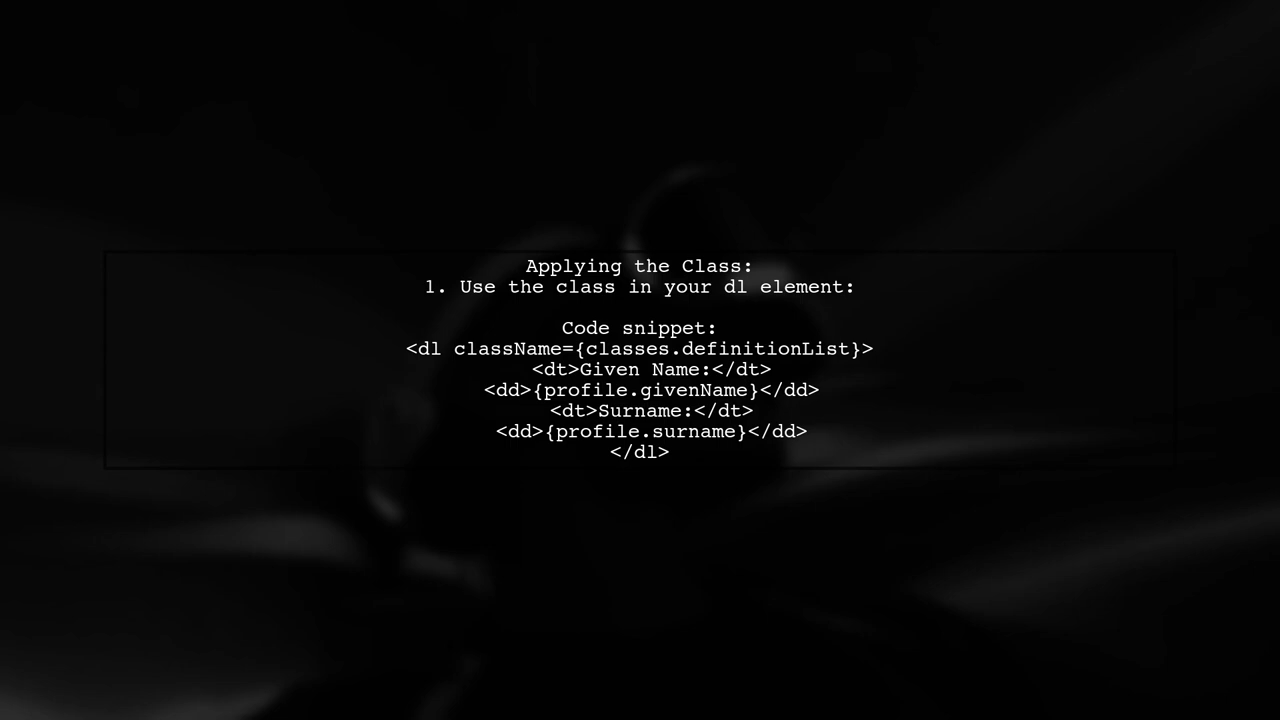 Applying the Class:
1. Use the class in your dl element:
Code snippet:
<dl className={classes.definitionList}>
<dt>Given Name:</dt>
<dd>{profile.givenName}</dd>
<dt>Surname:</dt>
<dd>{profile.surname}</dd>
</dl>